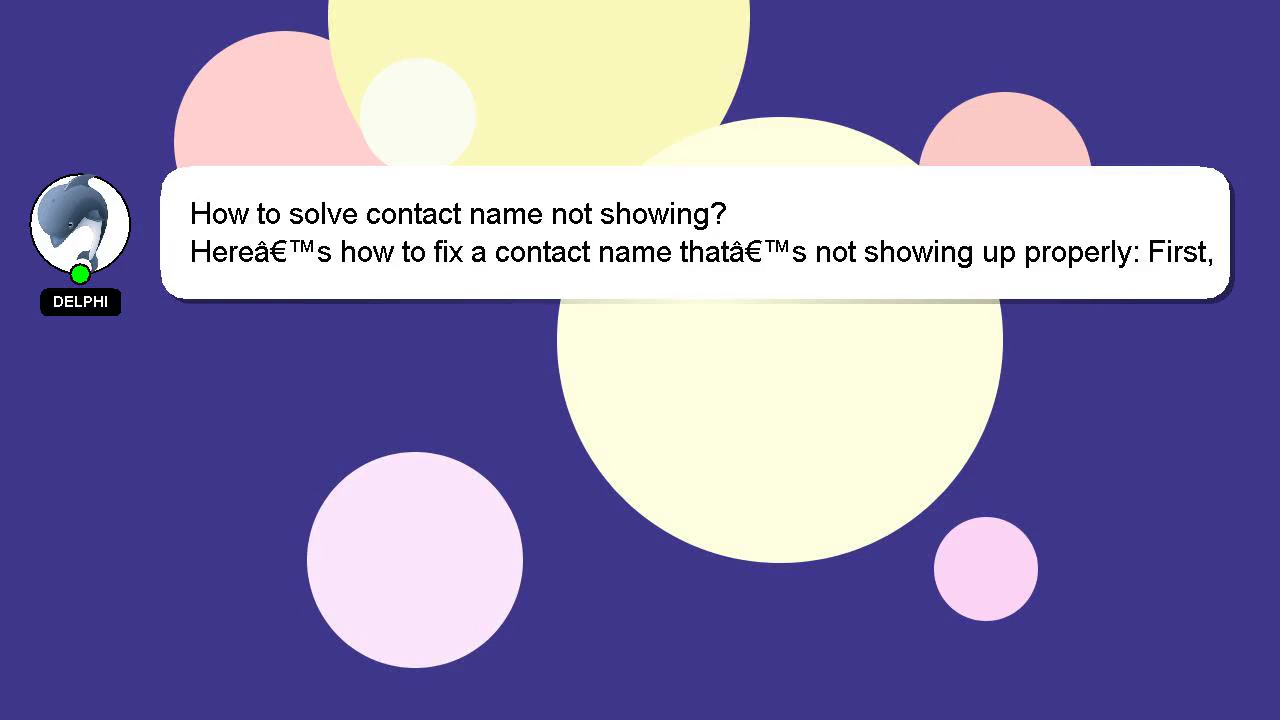 How to solve contact name not showing?
Hereâ€™s how to fix a contact name thatâ€™s not showing up properly: First,
DELPHI